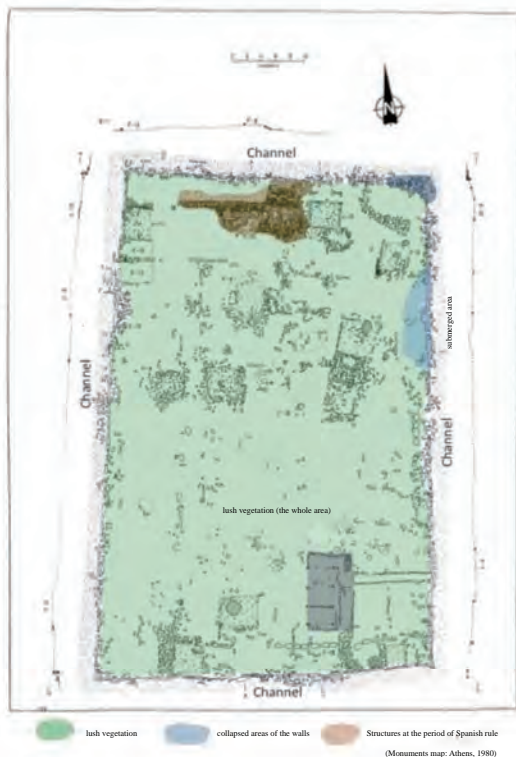 N
Channel
submerged area
Channel
Channel
lush vegetation (the whole area)
Channel
lush vegetation
collapsed areas of the walls
Structures at the period of Spanish rule
(Monuments map: Athens, 1980)